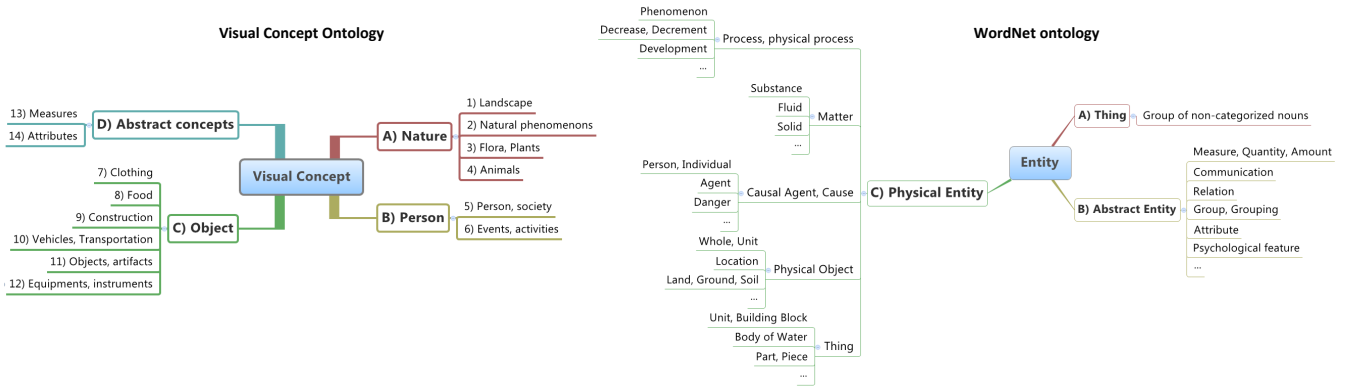 Visual Concept Ontology
13) Measures
14) Attributes
D) Abstract concepts
7) Clothing
8) Food
9) Construction
10) Vehicles, Transportation
11) Objects, artifacts
12) Equipments, instruments
C) Object
Visual Concept
A) Nature
1) Landscape
2) Natural phenomenons
3) Flora, Plants
4) Animals
B) Person
5) Person, society
6) Events, activities
WordNet ontology
Phenomenon
Decrease, Decrement
Development
...
Process, physical process
Substance
Fluid
Solid
...
Matter
Person, Individual
Agent
Danger
...
Causal Agent, Cause
Whole, Unit
Location
Land, Ground, Soil
...
Physical Object
Unit, Building Block
Body of Water
Part, Piece
...
Thing
C) Physical Entity
Entity
A) Thing
Group of non-categorized nouns
B) Abstract Entity
Measure, Quantity, Amount
Communication
Relation
Group, Grouping
Attribute
Psychological feature
...